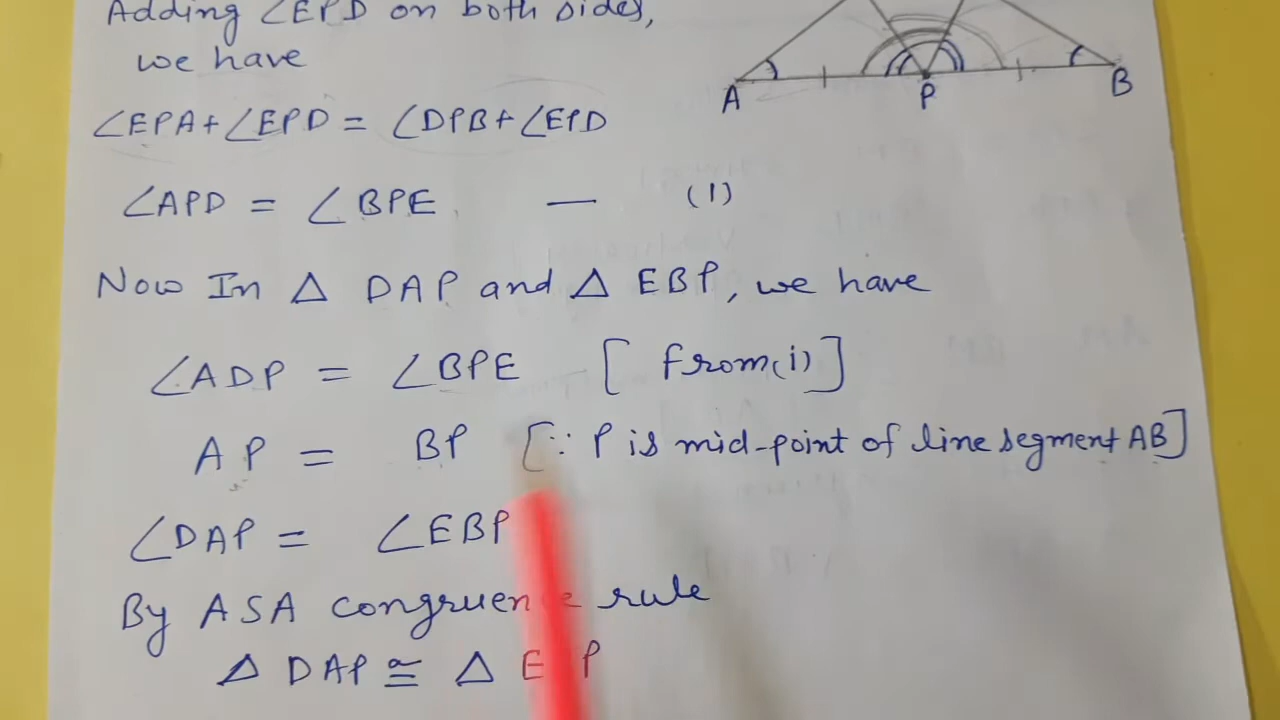 Adding ∠EPD on both sides,
we have
∠EPA+∠EPD = ∠DPB+∠EPD
∠APD = ∠BPE — (1)
Now In △ DAP and △ EBP, we have
∠ADP = ∠BPE [from(i)]
AP = BP [∵ P is mid-point of line segment AB]
∠DAP = ∠EBP
By ASA congruence rule
△ DAP ≅ △ E P
A
P
B